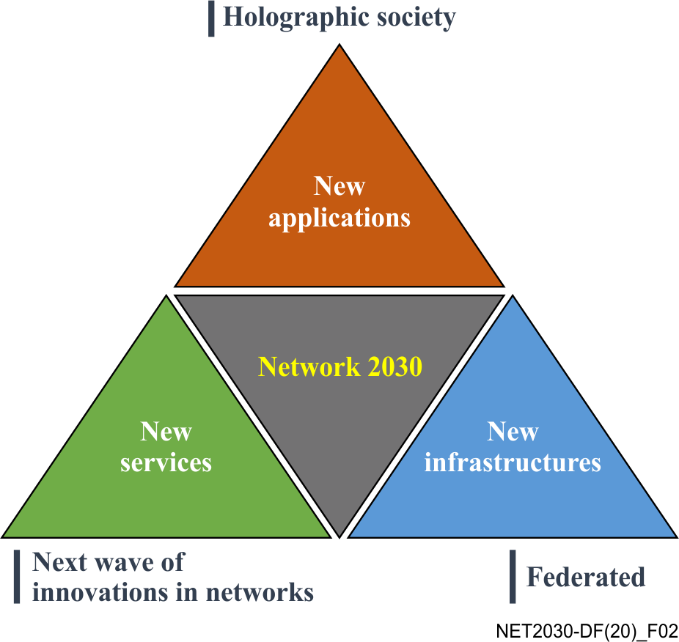 Holographic society
New
applications
Network 2030
New
services
New
infrastructures
Next wave of
innovations in networks
Federated
NET2030-DF(20)_F02